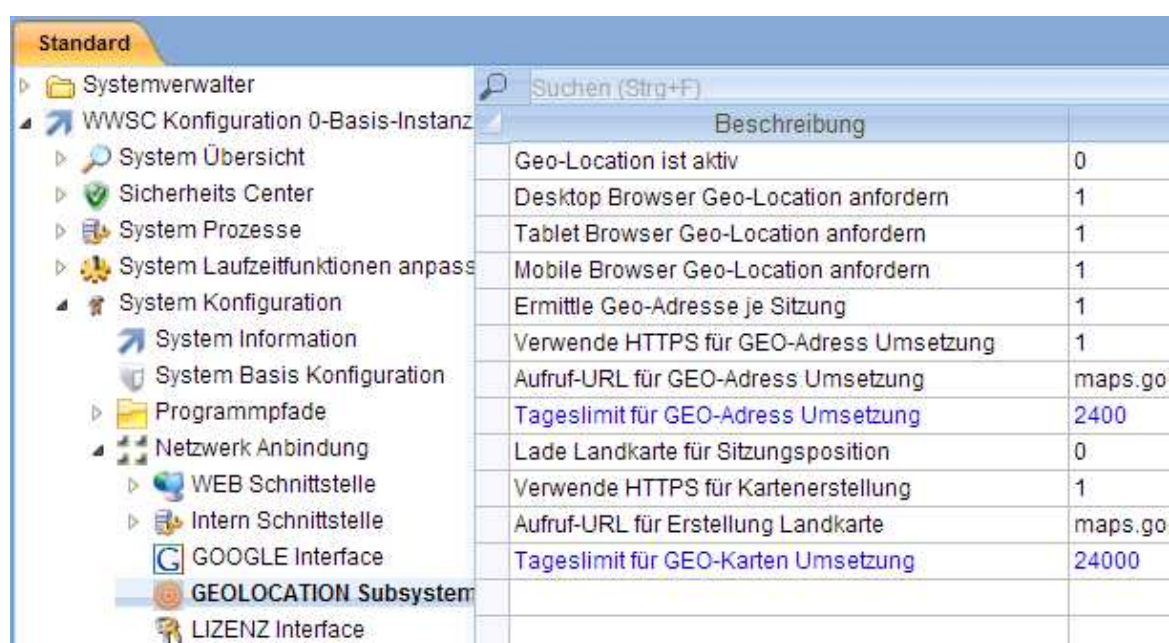 Standard
Systemverwalter
WWSC Konfiguration 0-Basis-Instanz
System Übersicht
Sicherheits Center
System Prozesse
System Laufzeitfunktionen anpass
System Konfiguration
System Information
System Basis Konfiguration
Programmpfade
Netzwerk Anbindung
WEB Schnittstelle
Intern Schnittstelle
GOOGLE Interface
GEOLOCATION Subsystem
LIZENZ Interface
Suchen (Strg+F)
Beschreibung
Geo-Location ist aktiv 0
Desktop Browser Geo-Location anfordern 1
Tablet Browser Geo-Location anfordern 1
Mobile Browser Geo-Location anfordern 1
Ermittle Geo-Adresse je Sitzung 1
Verwende HTTPS für GEO-Adress Umsetzung 1
Aufruf-URL für GEO-Adress Umsetzung maps.go
Tageslimit für GEO-Adress Umsetzung 2400
Lade Landkarte für Sitzungsposition 0
Verwende HTTPS für Kartenerstellung 1
Aufruf-URL für Erstellung Landkarte maps.go
Tageslimit für GEO-Karten Umsetzung 24000